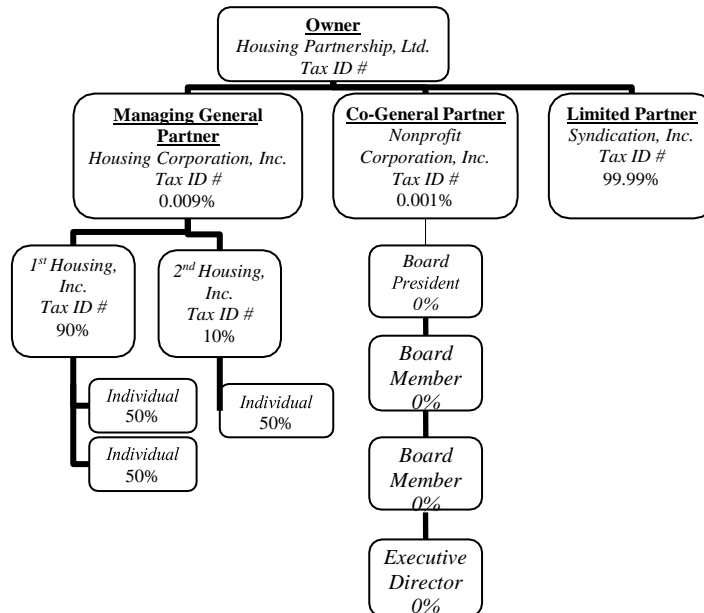 Owner
Housing Partnership, Ltd.
Tax ID #
Managing General
Partner
Housing Corporation, Inc.
Tax ID #
0.009%
Co-General Partner
Nonprofit
Corporation, Inc.
Tax ID #
0.001%
Limited Partner
Syndication, Inc.
Tax ID #
99.99%
1st Housing,
Inc.
Tax ID #
90%
2nd Housing,
Inc.
Tax ID #
10%
Board
President
0%
Individual
50%
Individual
50%
Individual
50%
Board
Member
0%
Board
Member
0%
Executive
Director
0%